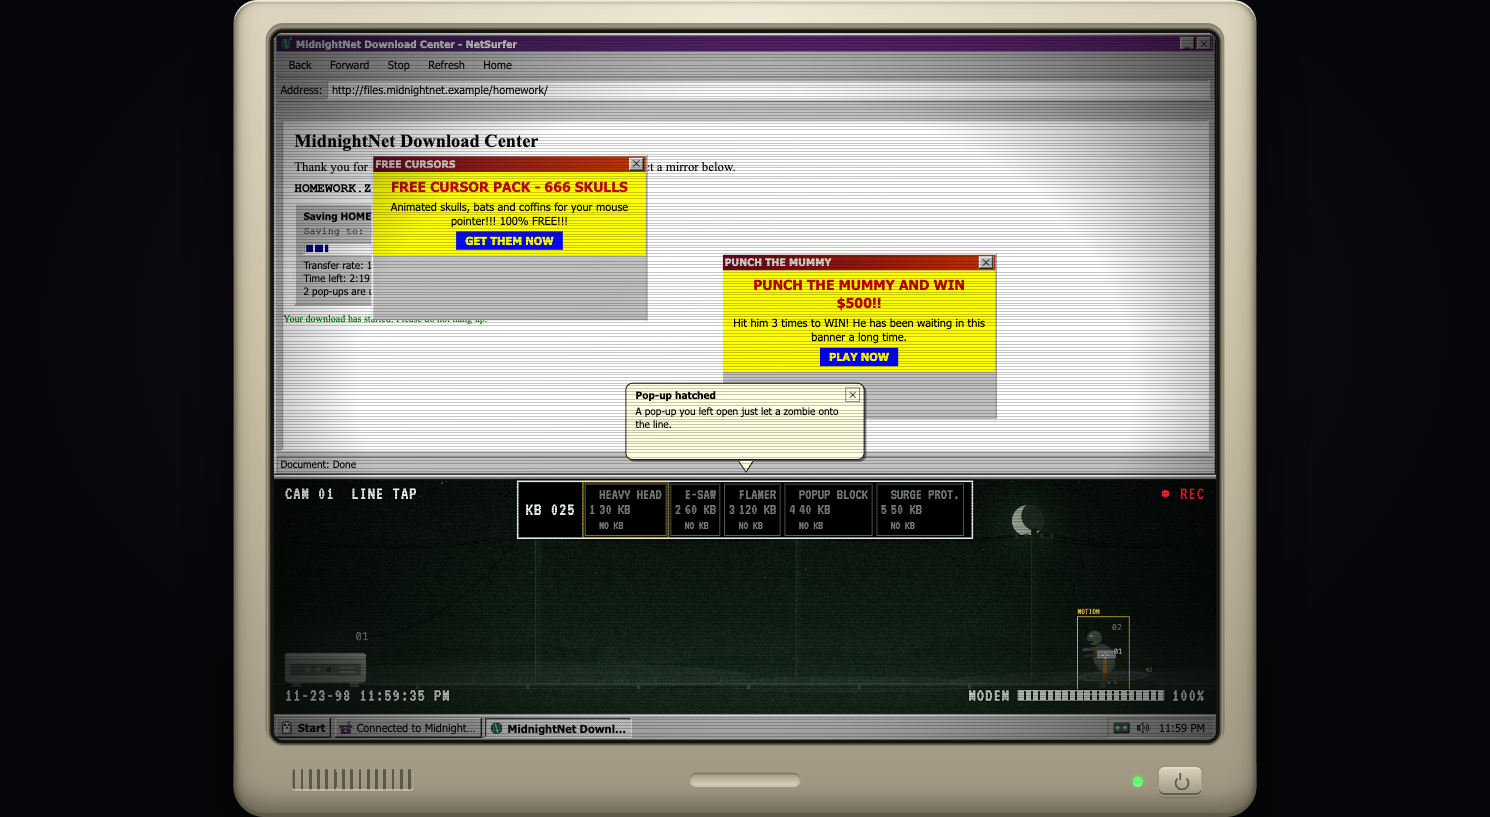 MidnightNet Download Center - NetSurfer
Back Forward Stop Refresh Home
Address: http://files.midnightnet.example/homework/
MidnightNet Download Center
Thank you for
ct a mirror below.
HOMEWORK.Z
Saving HOME
Saving to:
Transfer rate: 1
Time left: 2:19
2 pop-ups are u
Your download has started. Please do not hang up.
FREE CURSORS
FREE CURSOR PACK - 666 SKULLS
Animated skulls, bats and coffins for your mouse
pointer!!! 100% FREE!!!
GET THEM NOW
PUNCH THE MUMMY
PUNCH THE MUMMY AND WIN
$500!!
Hit him 3 times to WIN! He has been waiting in this
banner a long time.
PLAY NOW
Pop-up hatched
A pop-up you left open just let a zombie onto
the line.
Document: Done
CAM 01 LINE TAP
KB 025
HEAVY HEAD
1 30 KB
NO KB
E-SAW
2 60 KB
NO KB
FLAMER
3 120 KB
NO KB
POPUP BLOCK
4 40 KB
NO KB
SURGE PROT.
5 50 KB
NO KB
REC
MOTION
02
01
02
01
11-23-98 11:59:35 PM
MODEM 100%
Start
Connected to Midnight...
MidnightNet Downl...
11:59 PM